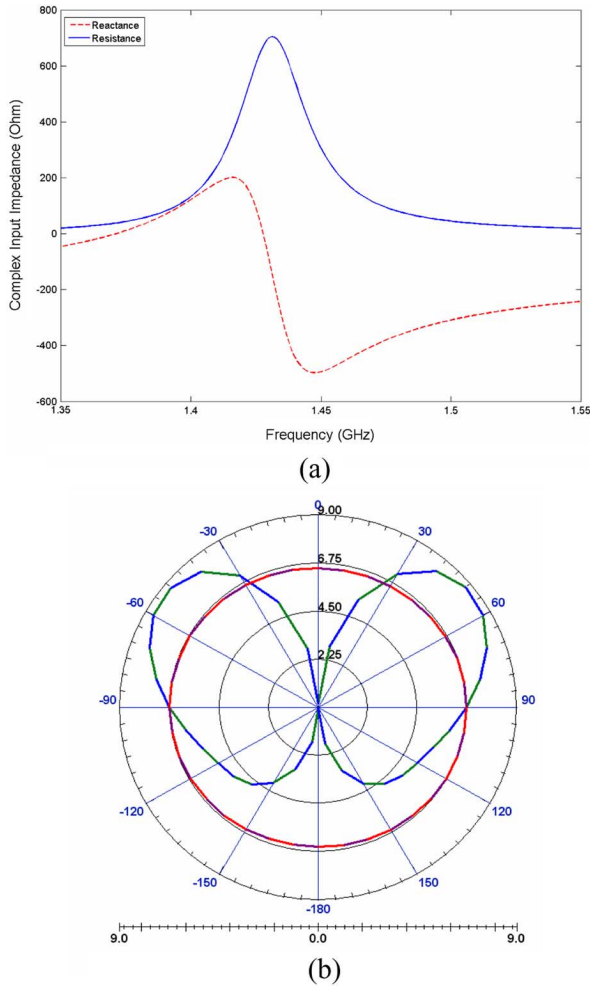 800
600
400
200
0
-200
-400
-600
Complex Input Impedance (Ohm)
Reactance
Resistance
1.35 1.4 1.45 1.5 1.55
Frequency (GHz)
(a)
0
9.00
-30 30
6.75
-60 60
4.50
2.25
-90 90
-120 120
-150 150
-180
9.0 0.0 9.0
(b)